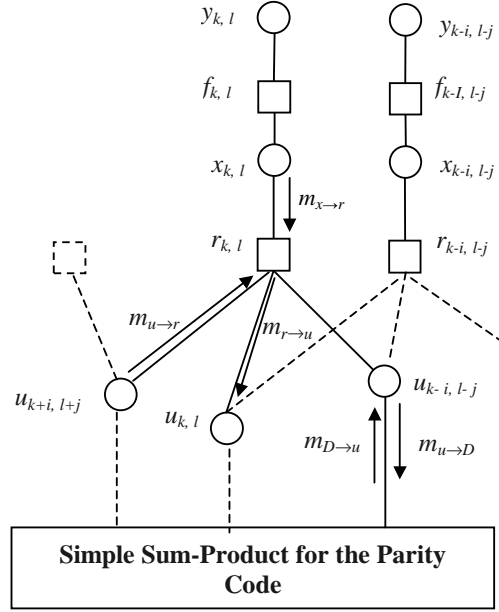 y_{k, l} y_{k-i, l-j}
f_{k, l} f_{k-I, l-j}
x_{k, l} x_{k-i, l-j}
m_{x→r}
r_{k, l} r_{k-i, l-j}
m_{u→r} m_{r→u}
u_{k+i, l+j} u_{k, l} u_{k- i, l- j}
m_{D→u} m_{u→D}
Simple Sum-Product for the Parity
Code